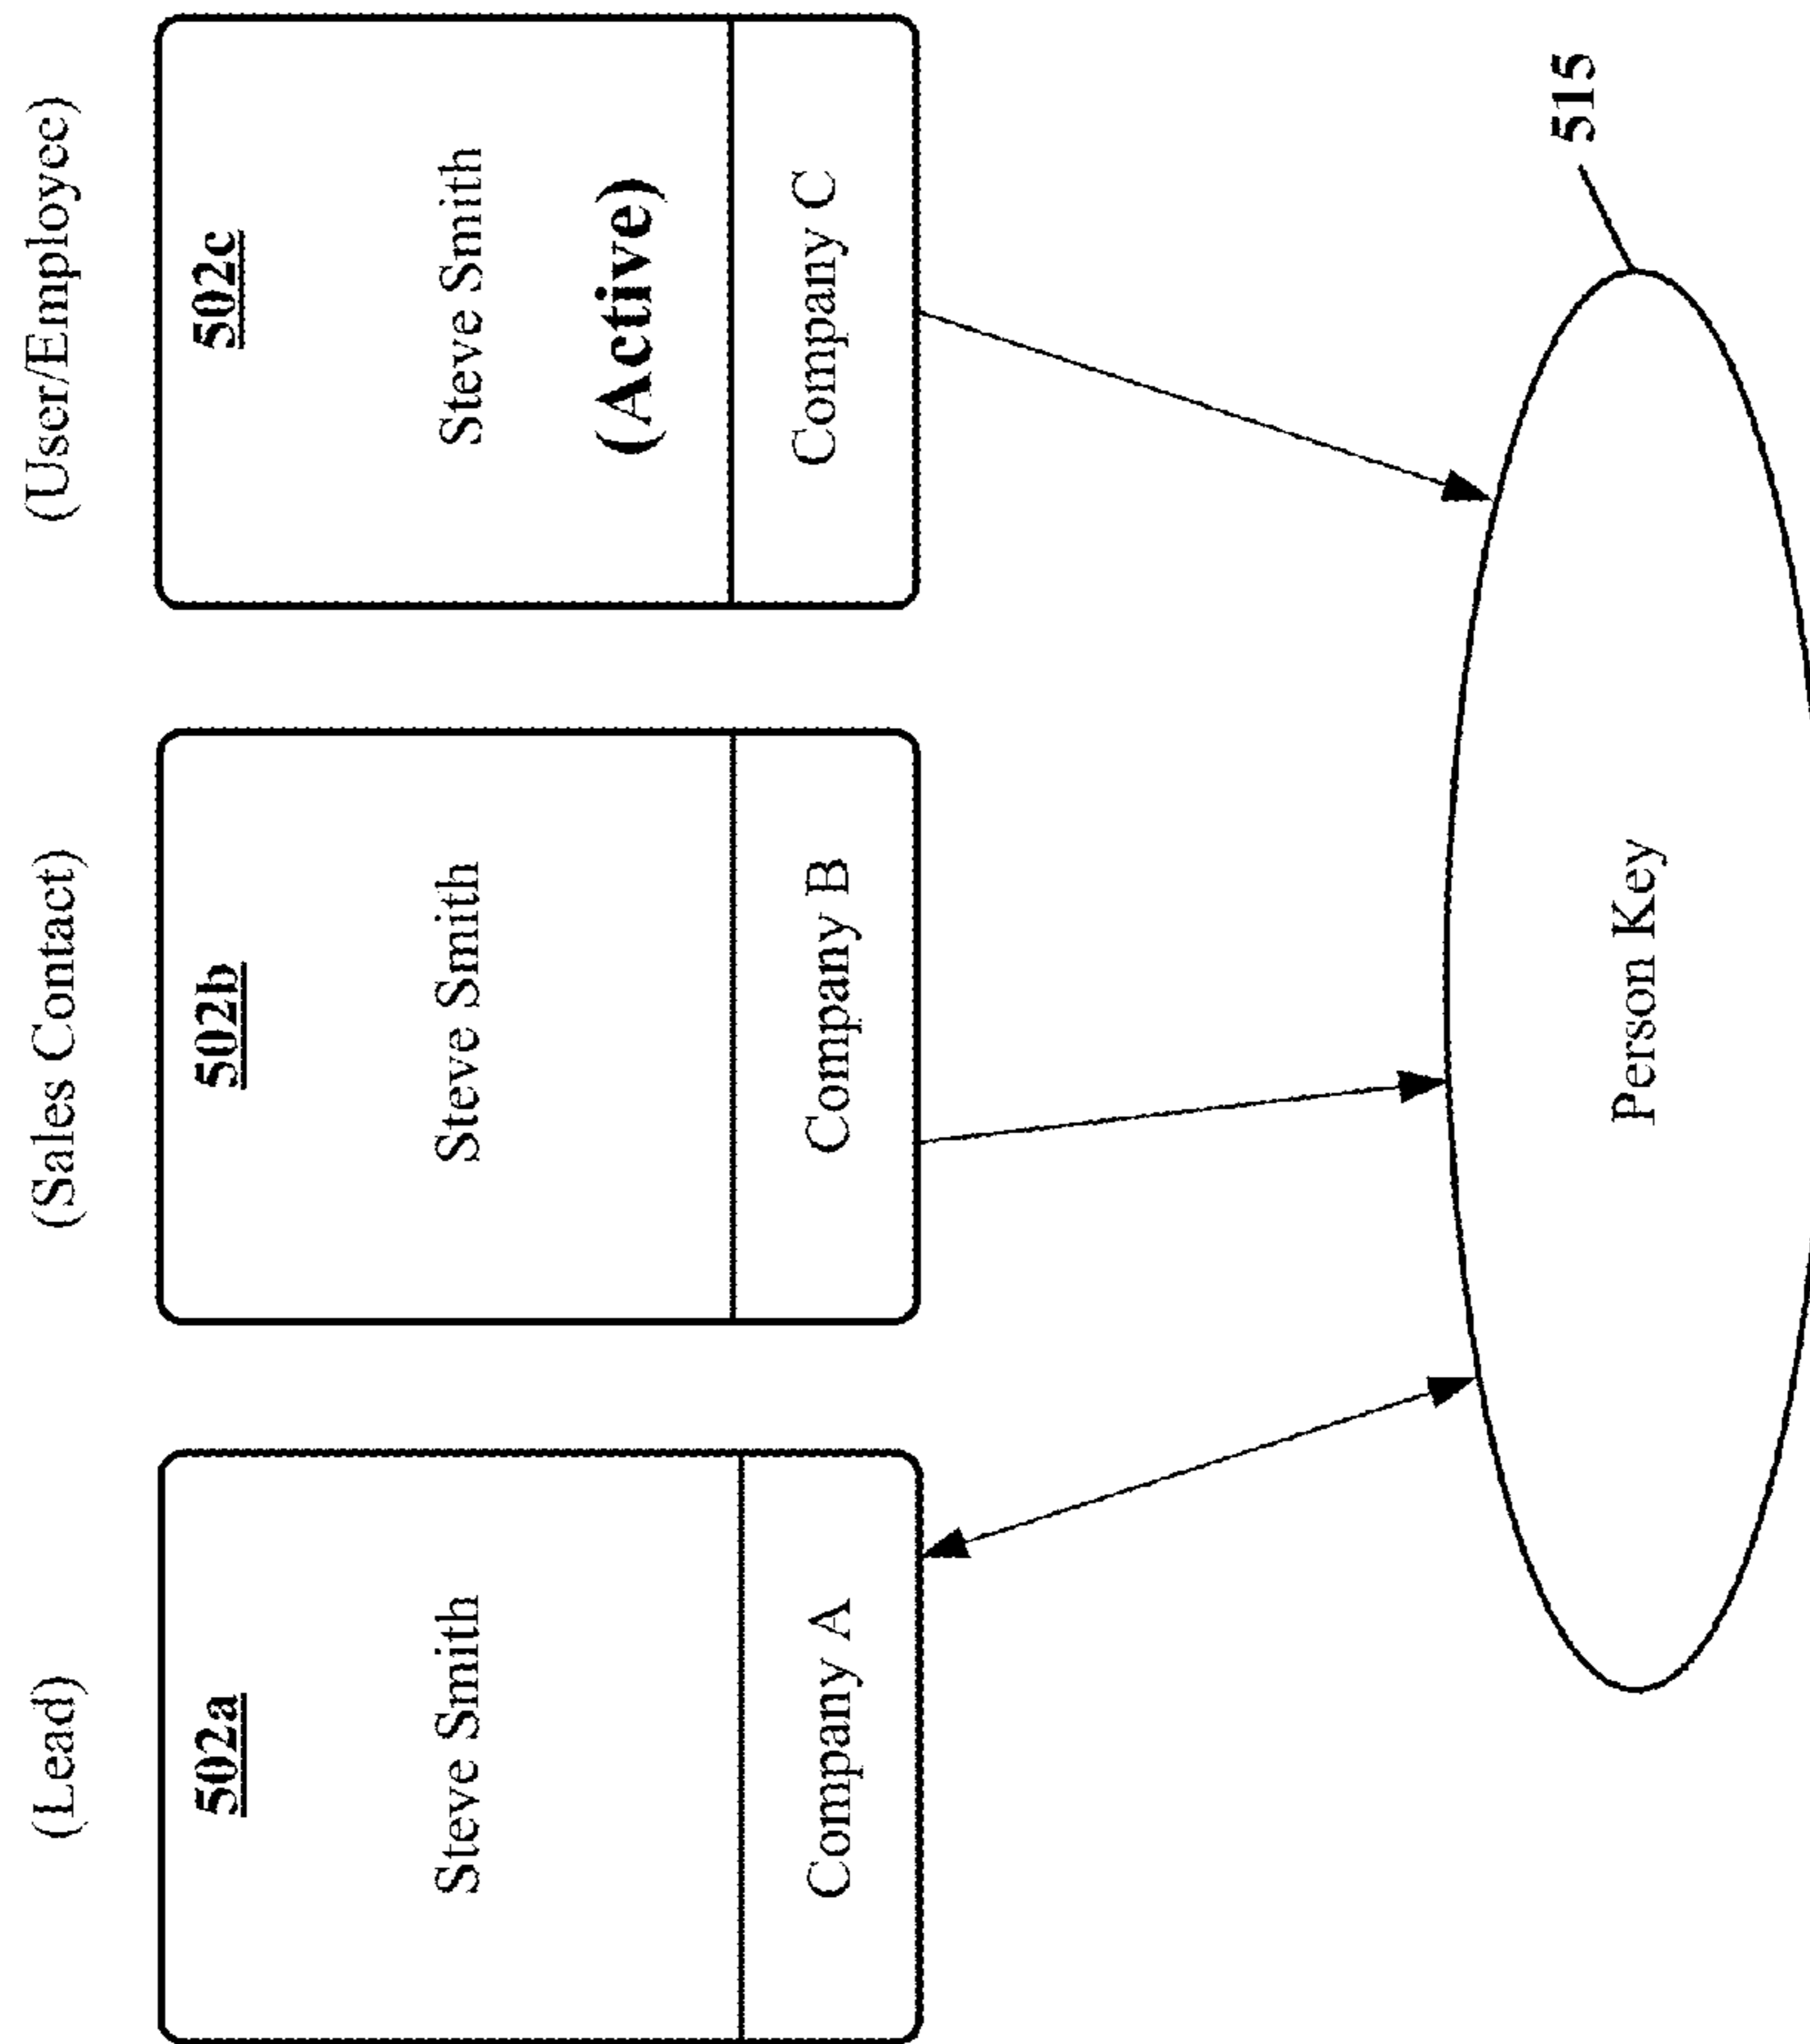 (Lead)
502a
Steve Smith
Company A
(Sales Contact)
502b
Steve Smith
Company B
(User/Employee)
502c
Steve Smith
(Active)
Company C
515
Person Key